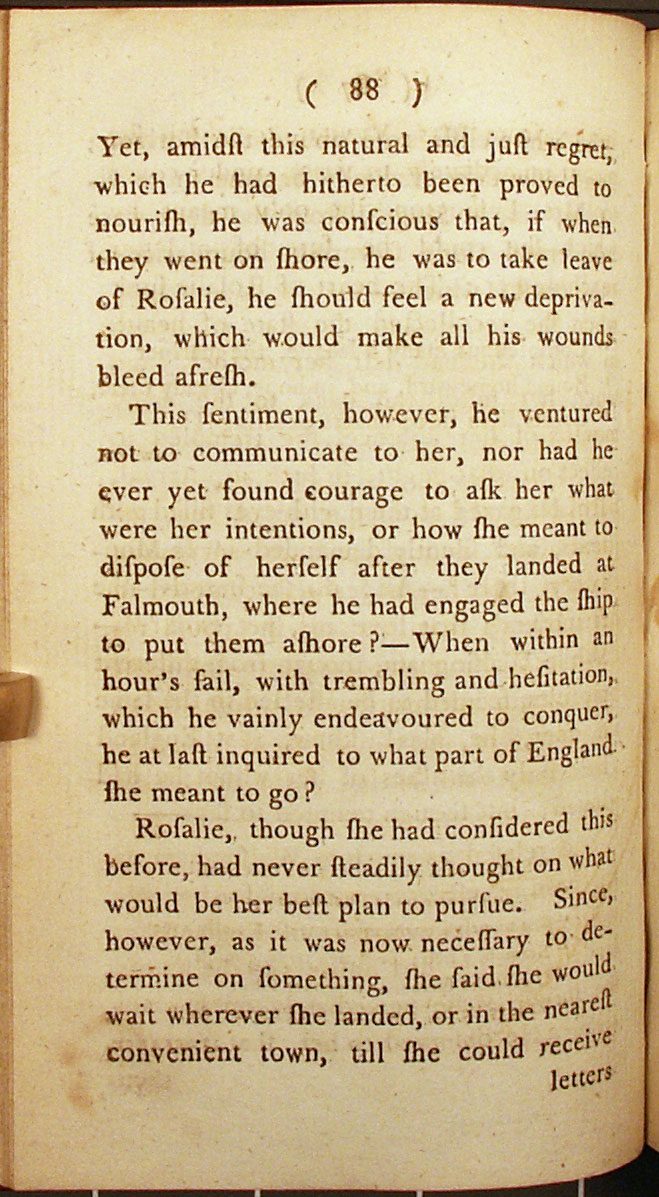 ( 88 )
Yet, amidſt this natural and juſt regret,
which he had hitherto been proved to
nouriſh, he was conſcious that, if when
they went on ſhore, he was to take leave
of Roſalie, he ſhould feel a new depriva-
tion, which would make all his wounds
bleed afreſh.
This ſentiment, however, he ventured
not to communicate to her, nor had he
ever yet found courage to aſk her what
were her intentions, or how ſhe meant to
diſpoſe of herſelf after they landed at
Falmouth, where he had engaged the ſhip
to put them aſhore?—When within an
hour's ſail, with trembling and heſitation,
which he vainly endeavoured to conquer,
he at laſt inquired to what part of England
ſhe meant to go?
Roſalie, though ſhe had conſidered this
before, had never ſteadily thought on what
would be her beſt plan to purſue. Since,
however, as it was now neceſſary to de-
termine on ſomething, ſhe ſaid ſhe would
wait wherever ſhe landed, or in the neareſt
convenient town, till ſhe could receive
letters